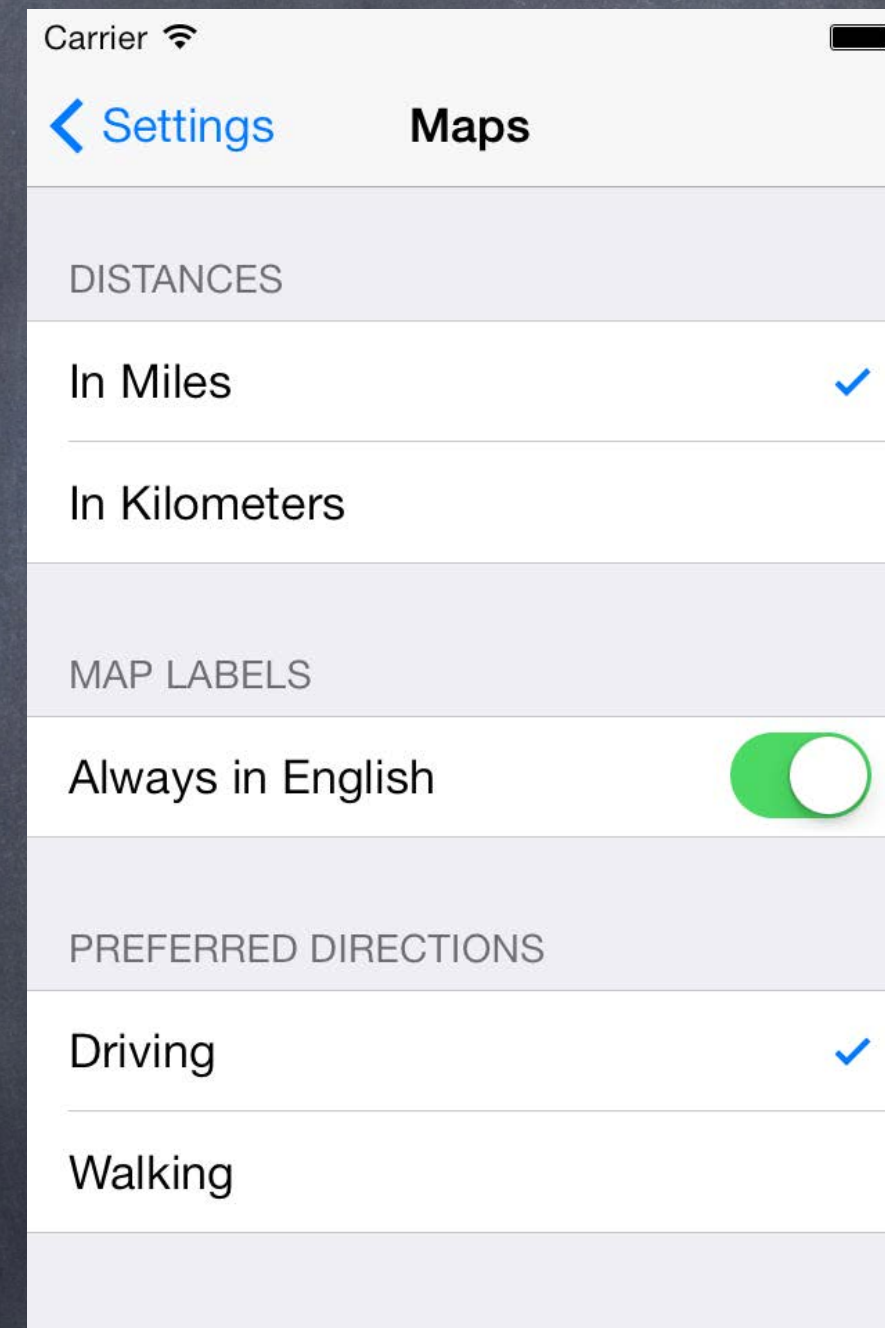 Carrier
Settings Maps
DISTANCES
In Miles
In Kilometers
MAP LABELS
Always in English
PREFERRED DIRECTIONS
Driving
Walking